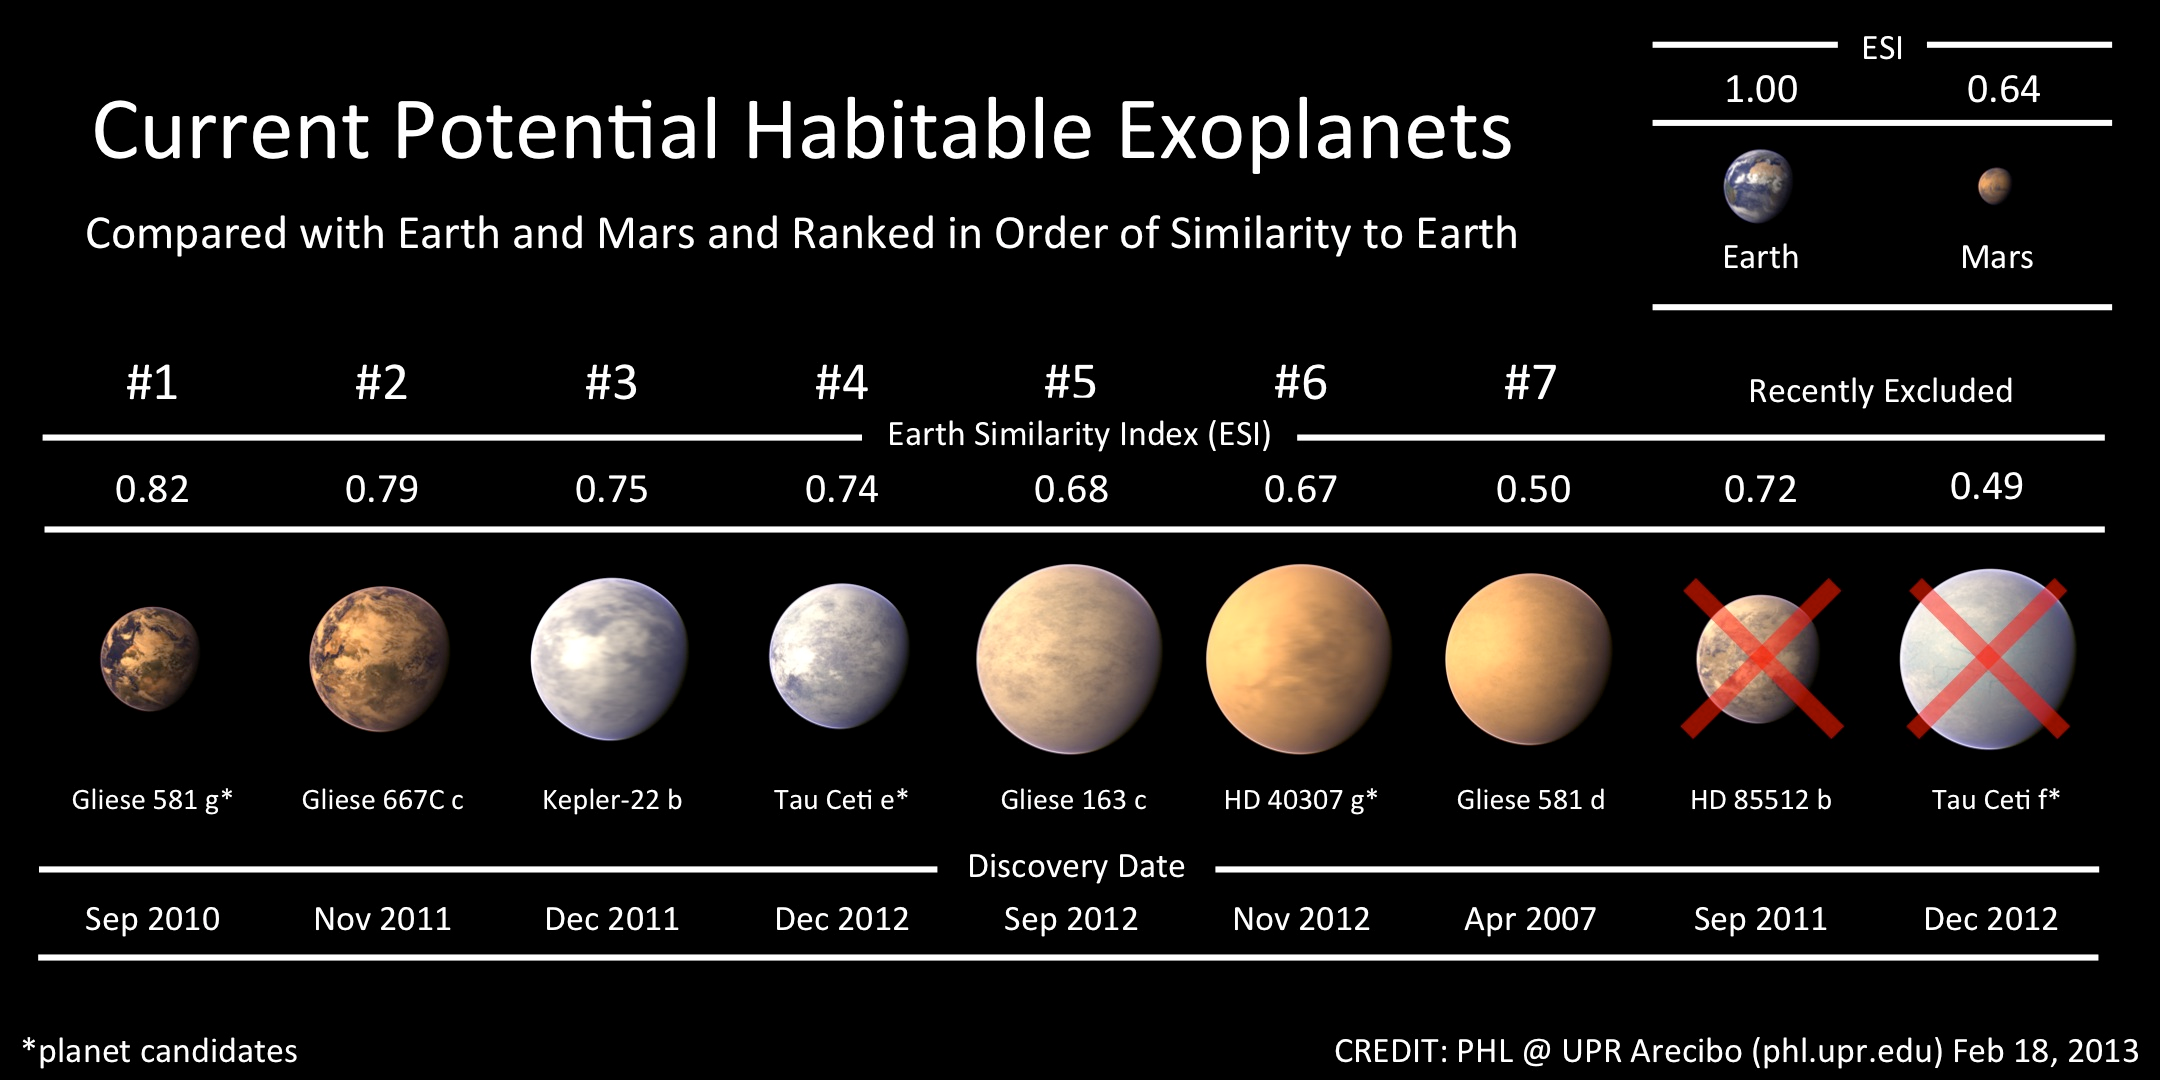 ESI
1.00 0.64
Current Potential Habitable Exoplanets
Compared with Earth and Mars and Ranked in Order of Similarity to Earth
Earth Mars
#1 #2 #3 #4 #5 #6 #7 Recently Excluded
Earth Similarity Index (ESI)
0.82 0.79 0.75 0.74 0.68 0.67 0.50 0.72 0.49
Gliese 581 g* Gliese 667C c Kepler-22 b Tau Ceti e* Gliese 163 c HD 40307 g* Gliese 581 d HD 85512 b Tau Ceti f*
Discovery Date
Sep 2010 Nov 2011 Dec 2011 Dec 2012 Sep 2012 Nov 2012 Apr 2007 Sep 2011 Dec 2012
*planet candidates
CREDIT: PHL @ UPR Arecibo (phl.upr.edu) Feb 18, 2013